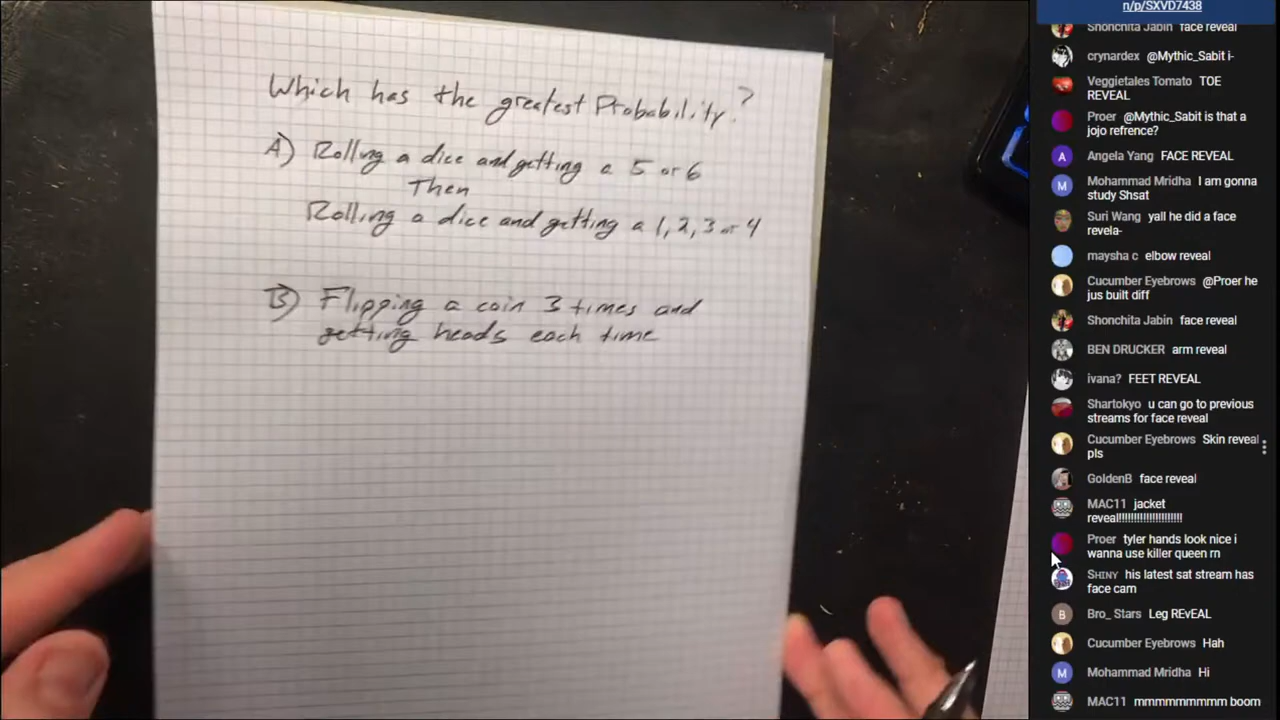 Which has the greatest Probability?
A) Rolling a dice and getting a 5 or 6
Then
Rolling a dice and getting a 1, 2, 3 or 4
B) Flipping a coin 3 times and
getting heads each time
n/p/SXVD7438
Shonchita Jabin face reveal
crynardex @Mythic_Sabit i-
Veggietales Tomato TOE
REVEAL
Proer @Mythic_Sabit is that a
jojo refrence?
A
Angela Yang FACE REVEAL
M
Mohammad Mridha I am gonna
study Shsat
Suri Wang yall he did a face
revela-
maysha c elbow reveal
Cucumber Eyebrows @Proer he
jus built diff
Shonchita Jabin face reveal
BEN DRUCKER arm reveal
ivana? FEET REVEAL
Shartokyo u can go to previous
streams for face reveal
Cucumber Eyebrows Skin reveal
pls
GoldenB face reveal
MAC11 jacket
reveal!!!!!!!!!!!!!!!!!!!!!
Proer tyler hands look nice i
wanna use killer queen rn
SHINY his latest sat stream has
face cam
B
Bro_ Stars Leg REvEAL
Cucumber Eyebrows Hah
M
Mohammad Mridha Hi
MAC11 mmmmmmmmm boom